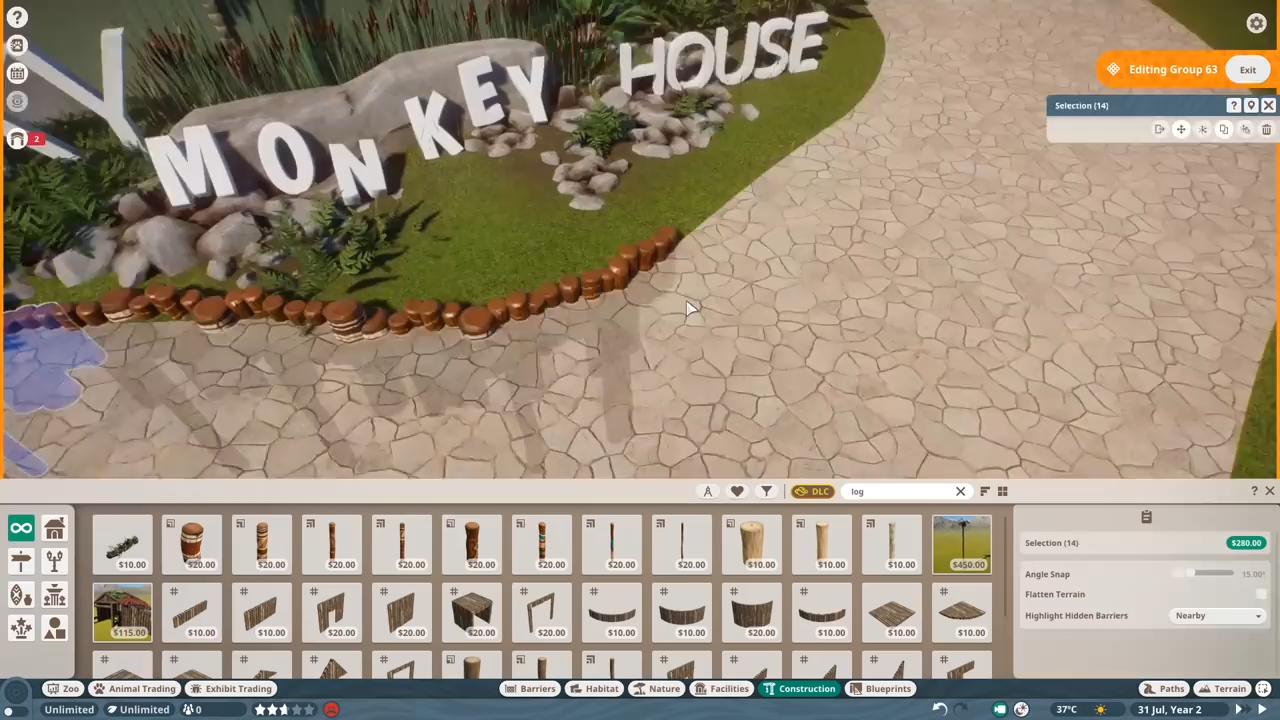 MONKEY HOUSE
Y
?
2
Editing Group 63
Exit
Selection (14)
?
DLC
log
?
$10.00 $20.00 $20.00 $20.00 $20.00 $20.00 $20.00 $20.00 $20.00 $10.00 $10.00 $10.00 $450.00
$115.00 $10.00 $10.00 $20.00 $10.00 $20.00 $20.00 $10.00 $10.00 $20.00 $10.00 $10.00 $10.00
Selection (14) $280.00
Angle Snap 15.00°
Flatten Terrain
Highlight Hidden Barriers Nearby
Zoo Animal Trading Exhibit Trading Barriers Habitat Nature Facilities Construction Blueprints Paths Terrain
Unlimited Unlimited 0 37°C 31 Jul, Year 2